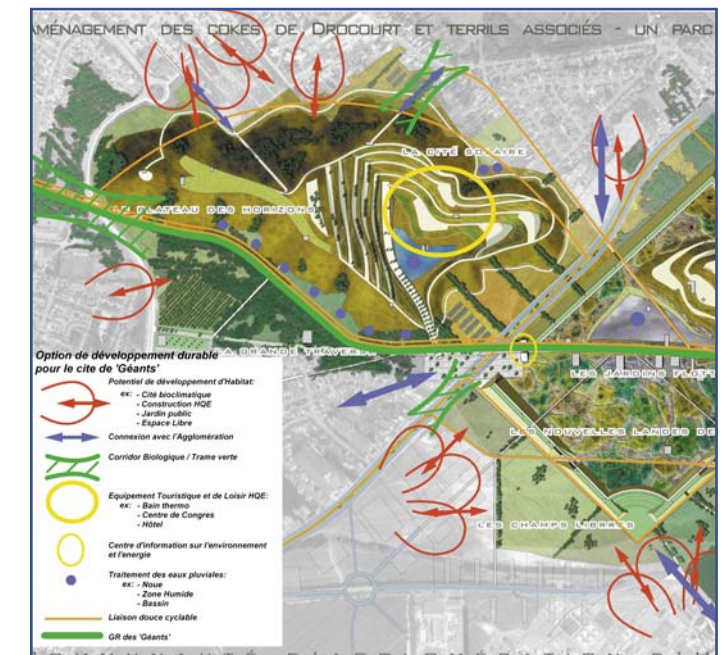 AMÉNAGEMENT DES COKES DE DROCOURT ET TERRILS ASSOCIÉS - UN PARC
LA CITÉ SOLAIRE
LE PLATEAU DES HORIZONS
LA GRANDE TRAVERS
LES JARDINS FLOTT
LES NOUVELLES LANDES DE
LES CHAMPS LIBRES
Option de développement durable
pour le cite de 'Géants'
Potentiel de développement d'Habitat:
ex: - Cité bioclimatique
- Construction HQE
- Jardin public
- Espace Libre
Connexion avec l'Agglomération
Corridor Biologique / Trame verte
Equipement Touristique et de Loisir HQE:
ex: - Bain thermo
- Centre de Congres
- Hôtel
Centre d'information sur l'environnement
et l'energie
Traitement des eaux pluviales:
ex: - Noue
- Zone Humide
- Bassin
Liaison douce cyclable
GR des 'Géants'